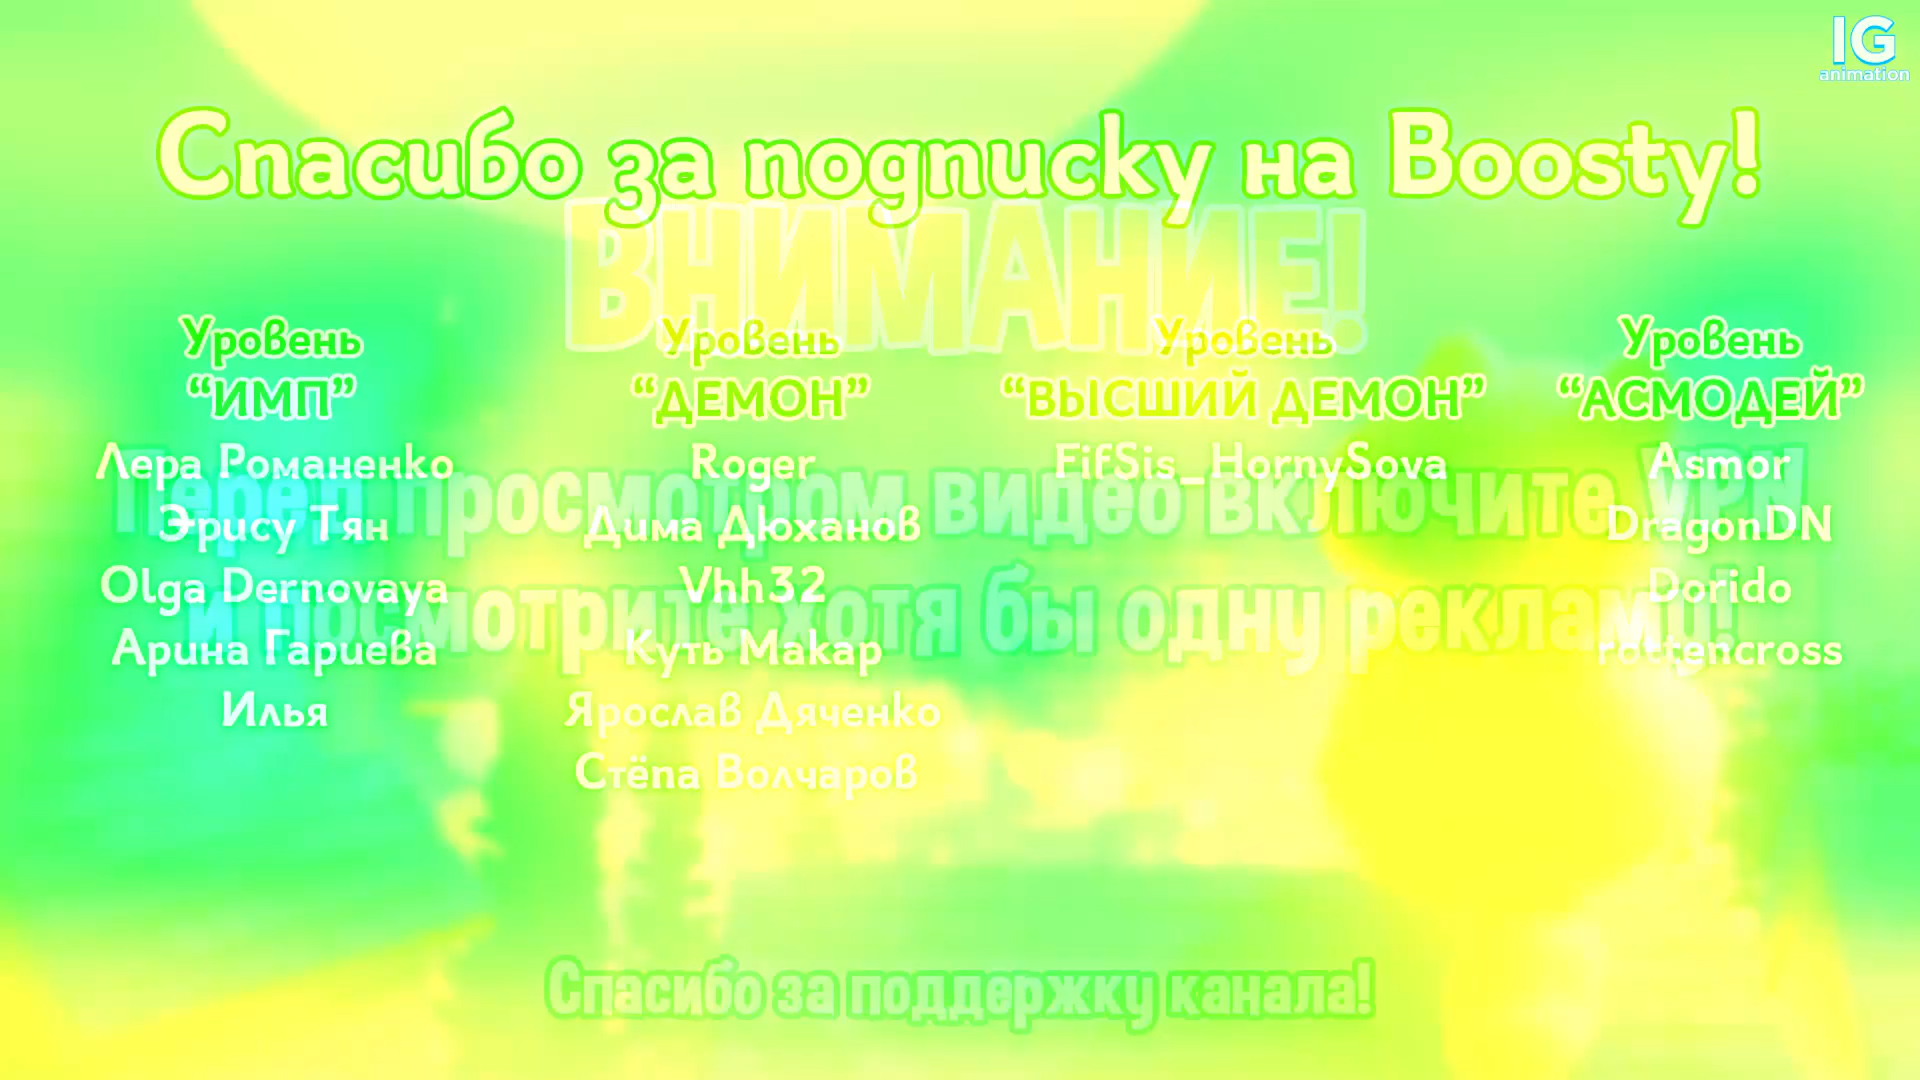 IG
animation
Спасибо за подписку на Boosty!
ВНИМАНИЕ!
Уровень
“ИМП”
Лера Романенко
Эрису Тян
Olga Dernovaya
Арина Гариева
Илья
Уровень
“ДЕМОН”
Roger
Дима Дюханов
Vhh32
Куть Макар
Ярослав Дяченко
Стёпа Волчаров
Уровень
“ВЫСШИЙ ДЕМОН”
FifSis_HornySova
Уровень
“АСМОДЕЙ”
Asmor
DragonDN
Dorido
rottencross
Перед просмотром видео включите VPN
и посмотрите хотя бы одну рекламу!
Спасибо за поддержку канала!